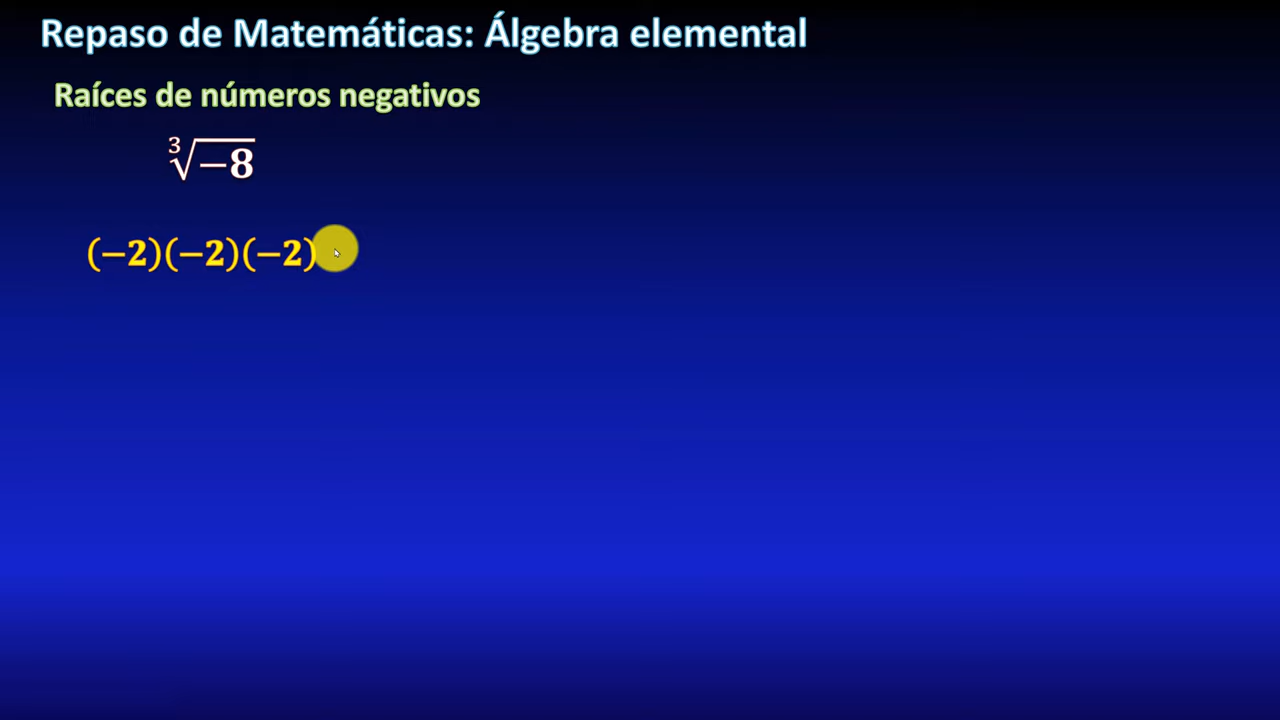 Repaso de Matemáticas: Álgebra elemental
Raíces de números negativos
∛−8
(−2)(−2)(−2)